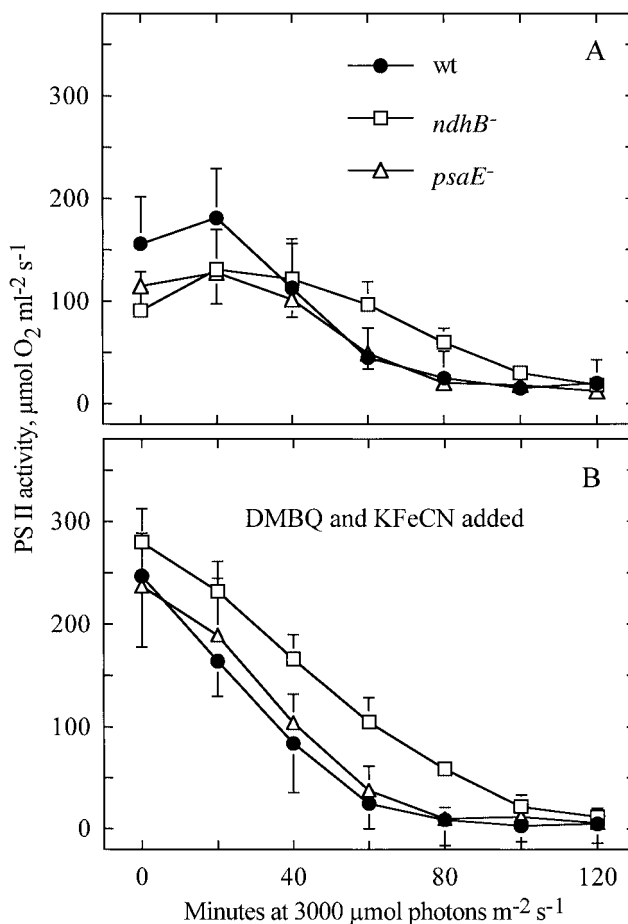 A
wt
ndhB-
psaE-
300
200
100
0
B
DMBQ and KFeCN added
300
200
100
0
PS II activity, μmol O2 ml-2 s-1
0 40 80 120
Minutes at 3000 μmol photons m-2 s-1